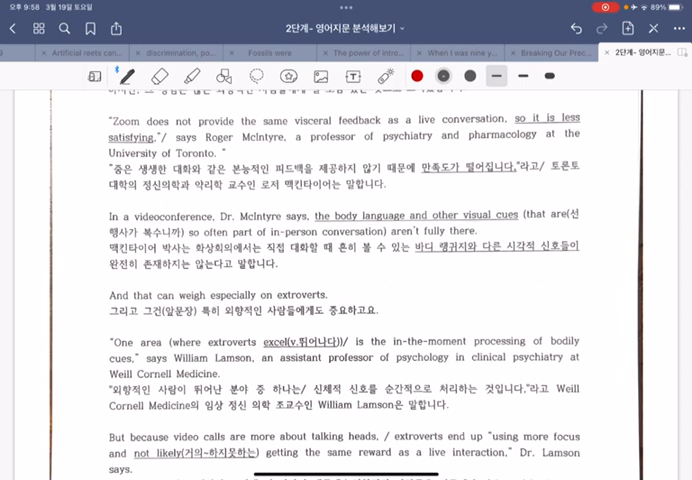 오후 9:58 3월 19일 토요일
89%
2단계- 영어지문 분석해보기
9
Artificial reefs can...
discrimination, po...
Fossils were
The power of intro...
When I was nine y...
Breaking Our Prec...
2단계- 영어지문...
"Zoom does not provide the same visceral feedback as a live conversation, so it is less
satisfying,"/ says Roger McIntyre, a professor of psychiatry and pharmacology at the
University of Toronto. "
"줌은 생생한 대화와 같은 본능적인 피드백을 제공하지 않기 때문에 만족도가 떨어집니다."라고/ 토론토
대학의 정신의학과 약리학 교수인 로저 맥킨타이어는 말합니다.
In a videoconference, Dr. McIntyre says, the body language and other visual cues (that are(선
행사가 복수니까) so often part of in-person conversation) aren't fully there.
맥킨타이어 박사는 화상회의에서는 직접 대화할 때 흔히 볼 수 있는 바디 랭귀지와 다른 시각적 신호들이
완전히 존재하지는 않는다고 말합니다.
And that can weigh especially on extroverts.
그리고 그건(앞문장) 특히 외향적인 사람들에게도 중요하고요.
"One area (where extroverts excel(v.뛰어나다))/ is the in-the-moment processing of bodily
cues," says William Lamson, an assistant professor of psychology in clinical psychiatry at
Weill Cornell Medicine.
"외향적인 사람이 뛰어난 분야 중 하나는/ 신체적 신호를 순간적으로 처리하는 것입니다,"라고 Weill
Cornell Medicine의 임상 정신 의학 조교수인 William Lamson은 말합니다.
But because video calls are more about talking heads, / extroverts end up "using more focus
and not likely(거의~하지못하는) getting the same reward as a live interaction," Dr. Lamson
says.